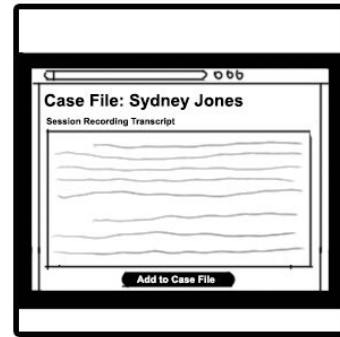 Case File: Sydney Jones
Session Recording Transcript
Add to Case File